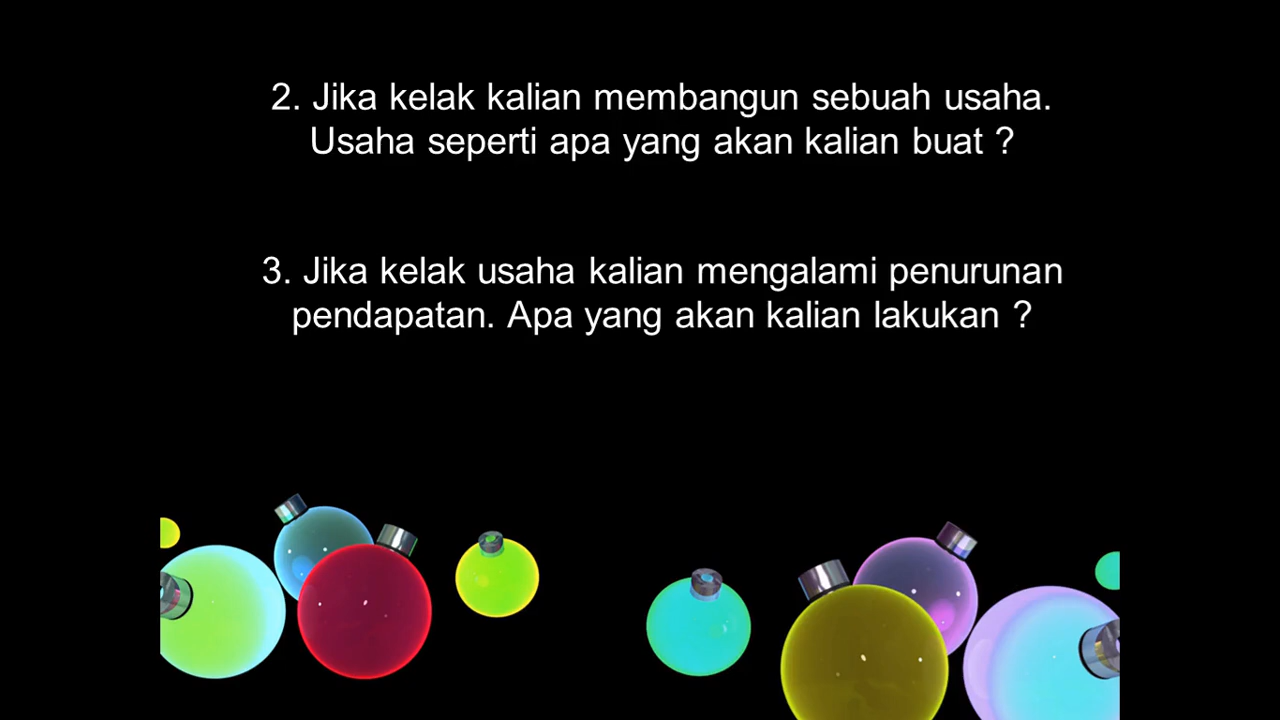 2. Jika kelak kalian membangun sebuah usaha.
Usaha seperti apa yang akan kalian buat ?
3. Jika kelak usaha kalian mengalami penurunan
pendapatan. Apa yang akan kalian lakukan ?